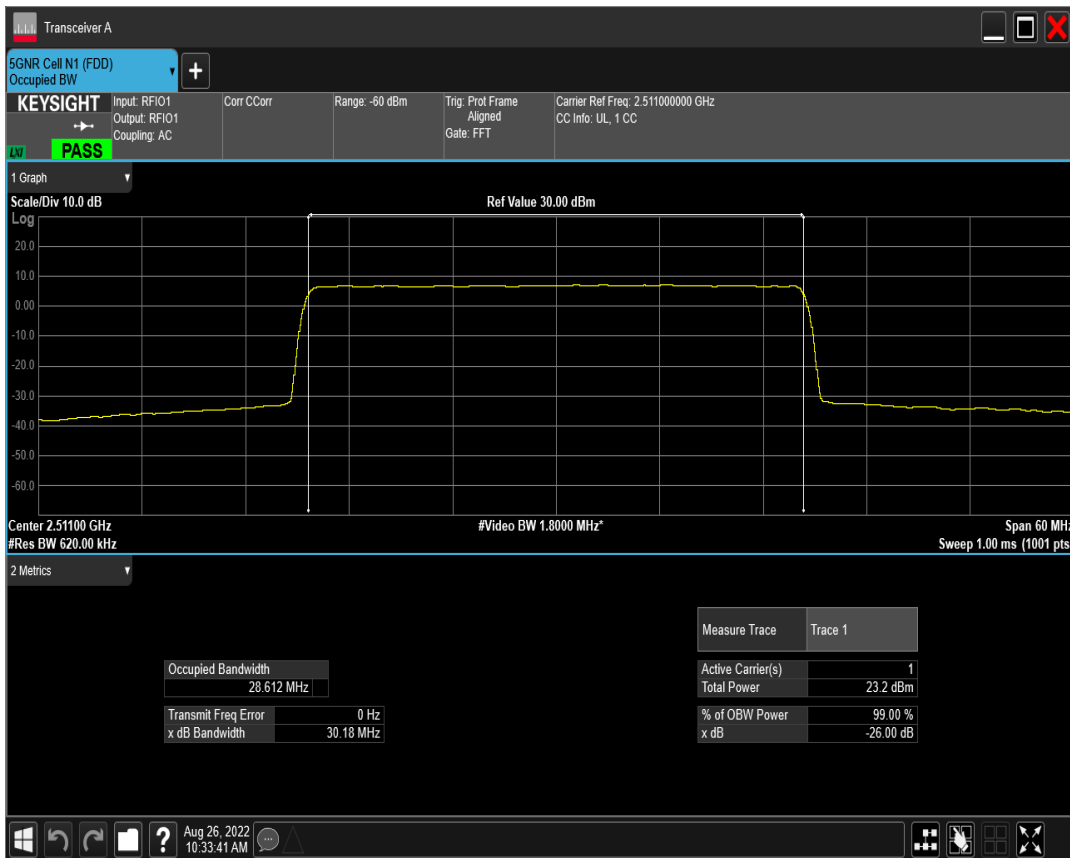 Transceiver A
5GNR Cell N1 (FDD)
Occupied BW
+
KEYSIGHT
LXI
PASS
Input: RFIO1
Output: RFIO1
Coupling: AC
Corr CCorr
Range: -60 dBm
Trig: Prot Frame
Aligned
Gate: FFT
Carrier Ref Freq: 2.511000000 GHz
CC Info: UL, 1 CC
1 Graph
Scale/Div 10.0 dB
Ref Value 30.00 dBm
Log
20.0
10.0
0.00
-10.0
-20.0
-30.0
-40.0
-50.0
-60.0
Center 2.51100 GHz
#Video BW 1.8000 MHz*
Span 60 MHz
#Res BW 620.00 kHz
Sweep 1.00 ms (1001 pts
2 Metrics
Measure Trace Trace 1
Occupied Bandwidth
28.612 MHz
Active Carrier(s) 1
Total Power 23.2 dBm
Transmit Freq Error 0 Hz
x dB Bandwidth 30.18 MHz
% of OBW Power 99.00 %
x dB -26.00 dB
?
Aug 26, 2022
10:33:41 AM